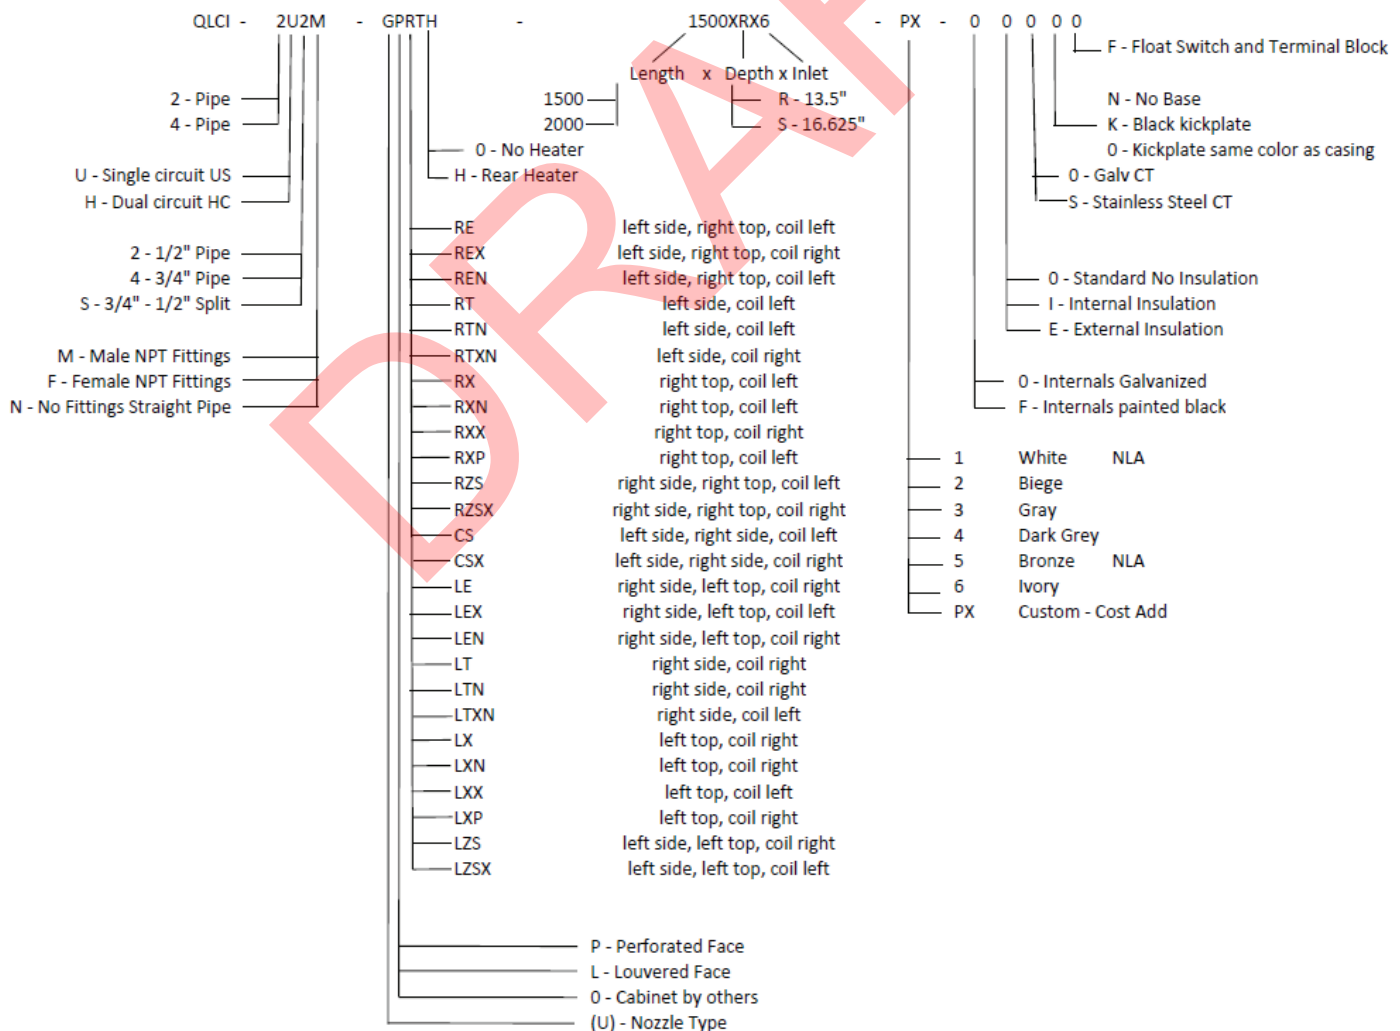 QLCI - 2U2M - GPRTH - 1500XRX6 - PX - 0 0 0 0 0
F - Float Switch and Terminal Block
Length x Depth x Inlet
2 - Pipe
1500
R - 13.5"
N - No Base
4 - Pipe
2000
S - 16.625"
K - Black kickplate
0 - No Heater
0 - Kickplate same color as casing
U - Single circuit US
H - Rear Heater
0 - Galv CT
H - Dual circuit HC
S - Stainless Steel CT
RE left side, right top, coil left
2 - 1/2" Pipe
REX left side, right top, coil right
4 - 3/4" Pipe
REN left side, right top, coil left
0 - Standard No Insulation
S - 3/4" - 1/2" Split
RT left side, coil left
I - Internal Insulation
RTN left side, coil left
E - External Insulation
M - Male NPT Fittings
RTXN left side, coil right
F - Female NPT Fittings
RX right top, coil left
0 - Internals Galvanized
N - No Fittings Straight Pipe
RXN right top, coil left
F - Internals painted black
RXX right top, coil right
RXP right top, coil left
1 White NLA
RZS right side, right top, coil left
2 Biege
RZSX right side, right top, coil right
3 Gray
CS left side, right side, coil left
4 Dark Grey
CSX left side, right side, coil right
5 Bronze NLA
LE right side, left top, coil right
6 Ivory
LEX right side, left top, coil left
PX Custom - Cost Add
LEN right side, left top, coil right
LT right side, coil right
LTN right side, coil right
LTXN right side, coil left
LX left top, coil right
LXN left top, coil right
LXX left top, coil left
LXP left top, coil right
LZS left side, left top, coil right
LZSX left side, left top, coil left
P - Perforated Face
L - Louvered Face
0 - Cabinet by others
(U) - Nozzle Type